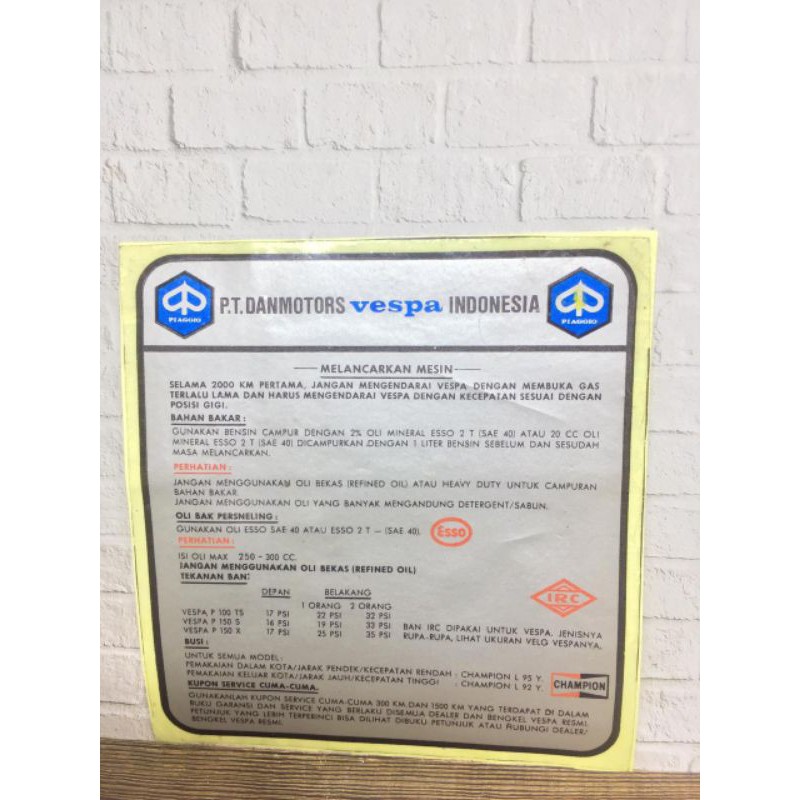 P.T. DANMOTORS vespa INDONESIA
PIAGGIO
PIAGGIO
MELANCARKAN MESIN
SELAMA 2000 KM PERTAMA, JANGAN MENGENDARAI VESPA DENGAN MEMBUKA GAS
TERLALU LAMA DAN HARUS MENGENDARAI VESPA DENGAN KECEPATAN SESUAI DENGAN
POSISI GIGI.
BAHAN BAKAR :
GUNAKAN BENSIN CAMPUR DENGAN 2% OLI MINERAL ESSO 2 T (SAE 40) ATAU 20 CC OLI
MINERAL ESSO 2 T (SAE 40) DICAMPURKAN DENGAN 1 LITER BENSIN SEBELUM DAN SESUDAH
MASA MELANCARKAN.
PERHATIAN :
JANGAN MENGGUNAKAN OLI BEKAS (REFINED OIL) ATAU HEAVY DUTY UNTUK CAMPURAN
BAHAN BAKAR.
JANGAN MENGGUNAKAN OLI YANG BANYAK MENGANDUNG DETERGENT/SABUN.
OLI BAK PERSNELING :
GUNAKAN OLI ESSO SAE 40 ATAU ESSO 2 T – (SAE 40). Esso
PERHATIAN :
ISI OLI MAX 250 - 300 CC.
JANGAN MENGGUNAKAN OLI BEKAS (REFINED OIL)
TEKANAN BAN:
DEPAN BELAKANG
1 ORANG 2 ORANG
VESPA P 100 TS 17 PSI 22 PSI 32 PSI
VESPA P 150 S 16 PSI 19 PSI 33 PSI
VESPA P 150 X 17 PSI 25 PSI 35 PSI
IRC
BAN IRC DIPAKAI UNTUK VESPA, JENISNYA
RUPA-RUPA, LIHAT UKURAN VELG VESPANYA.
BUSI :
UNTUK SEMUA MODEL :
PEMAKAIAN DALAM KOTA/JARAK PENDEK/KECEPATAN RENDAH : CHAMPION L 95 Y.
PEMAKAIAN KELUAR KOTA/JARAK JAUH/KECEPATAN TINGGI : CHAMPION L 92 Y.
CHAMPION
KUPON SERVICE CUMA-CUMA.
GUNAKANLAH KUPON SERVICE CUMA-CUMA 300 KM DAN 1500 KM YANG TERDAPAT DI DALAM
BUKU GARANSI DAN SERVICE YANG BERLAKU DISEMUA DEALER DAN BENGKEL VESPA RESMI.
PETUNJUK YANG LEBIH TERPERINCI BISA DILIHAT DIBUKU PETUNJUK ATAU HUBUNGI DEALER/
BENGKEL VESPA RESMI.